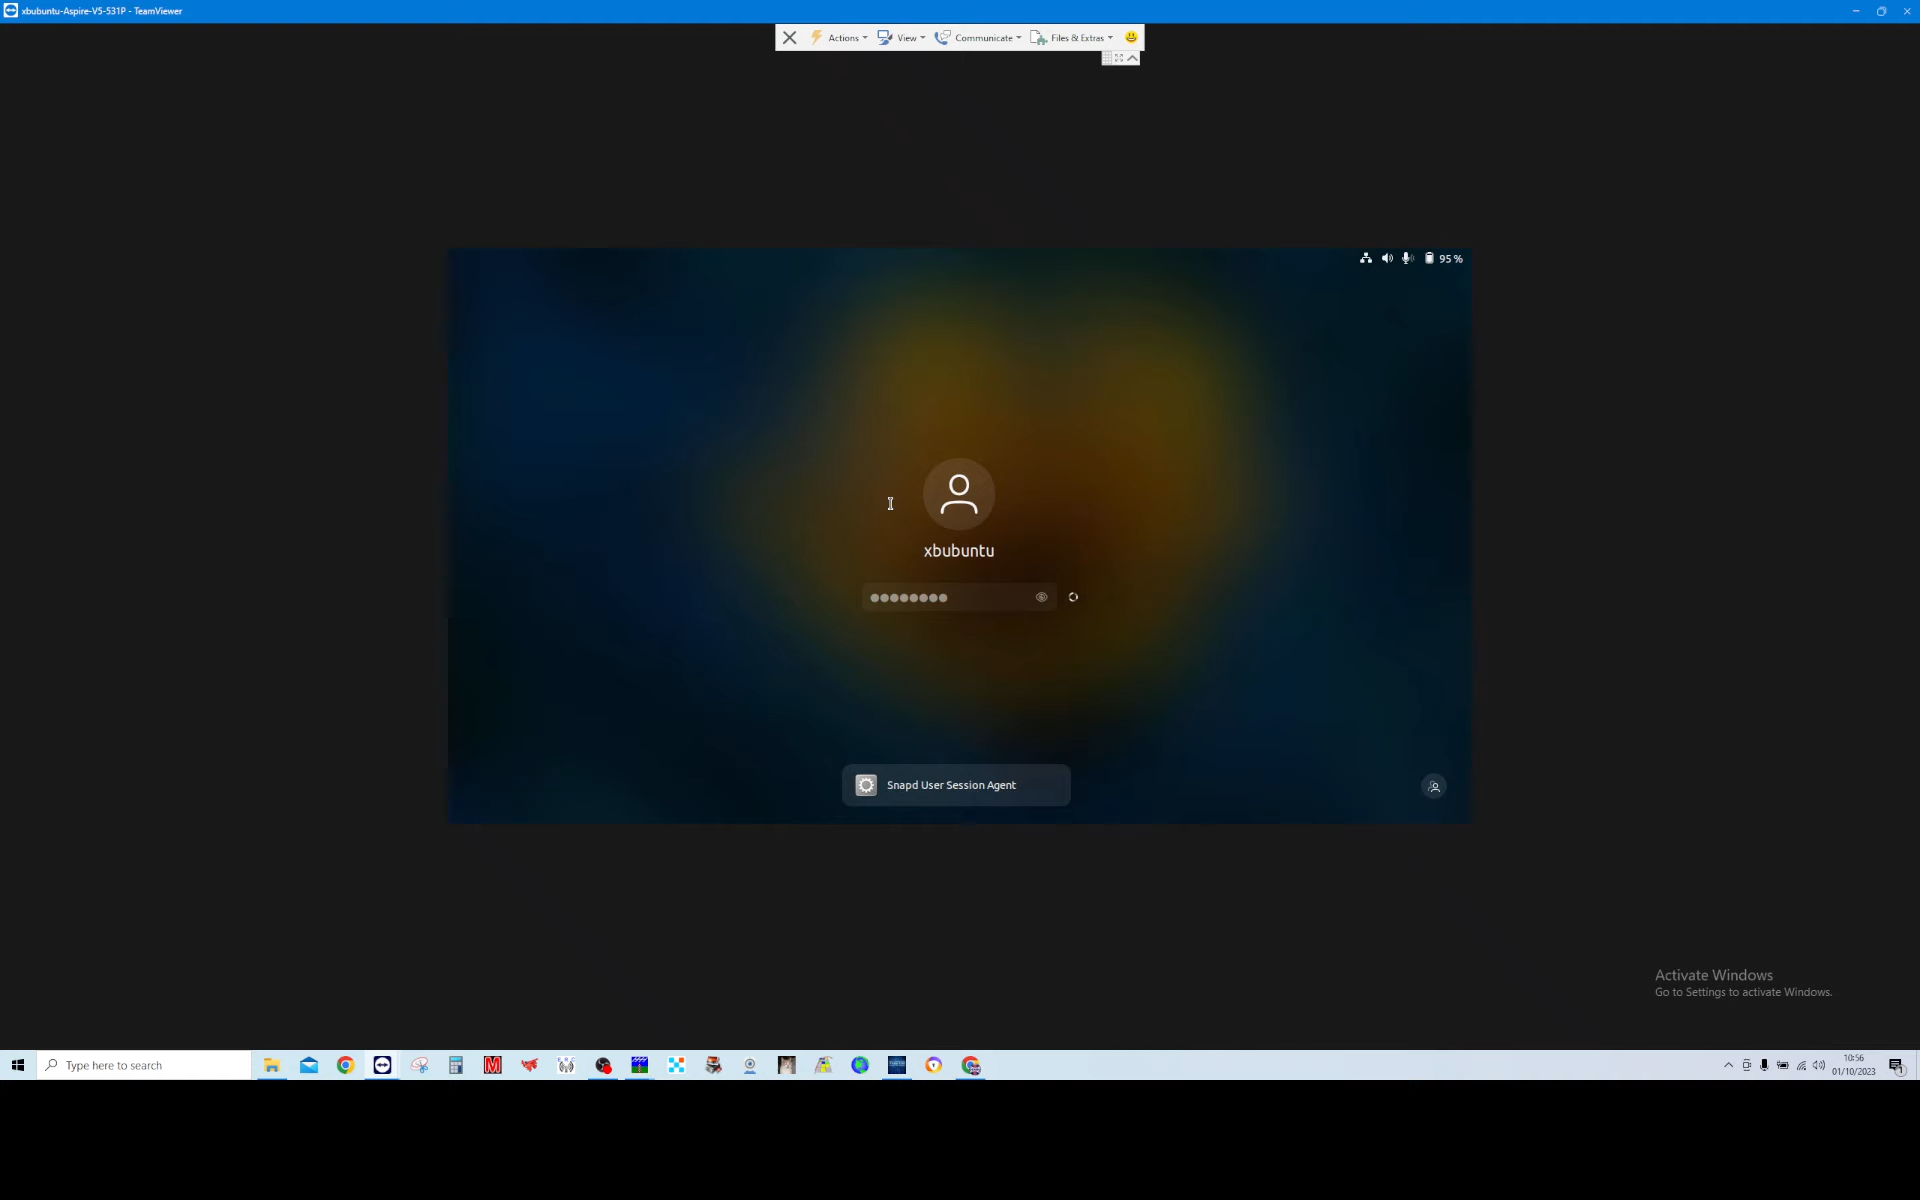 xbubuntu-Aspire-V5-531P - TeamViewer
Actions
View
Communicate
Files & Extras
95 %
xbubuntu
Snapd User Session Agent
Activate Windows
Go to Settings to activate Windows.
Type here to search
10:56
01/10/2023